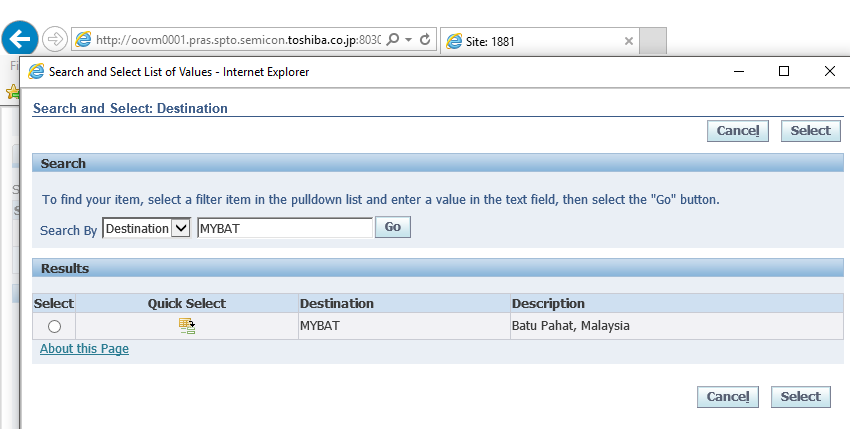 http://oovm0001.pras.spto.semicon.toshiba.co.jp:8030
Site: 1881
Search and Select List of Values - Internet Explorer
Search and Select: Destination
Cancel Select
Search
To find your item, select a filter item in the pulldown list and enter a value in the text field, then select the "Go" button.
Search By Destination MYBAT Go
Results
Select Quick Select Destination Description
MYBAT Batu Pahat, Malaysia
About this Page
Cancel Select